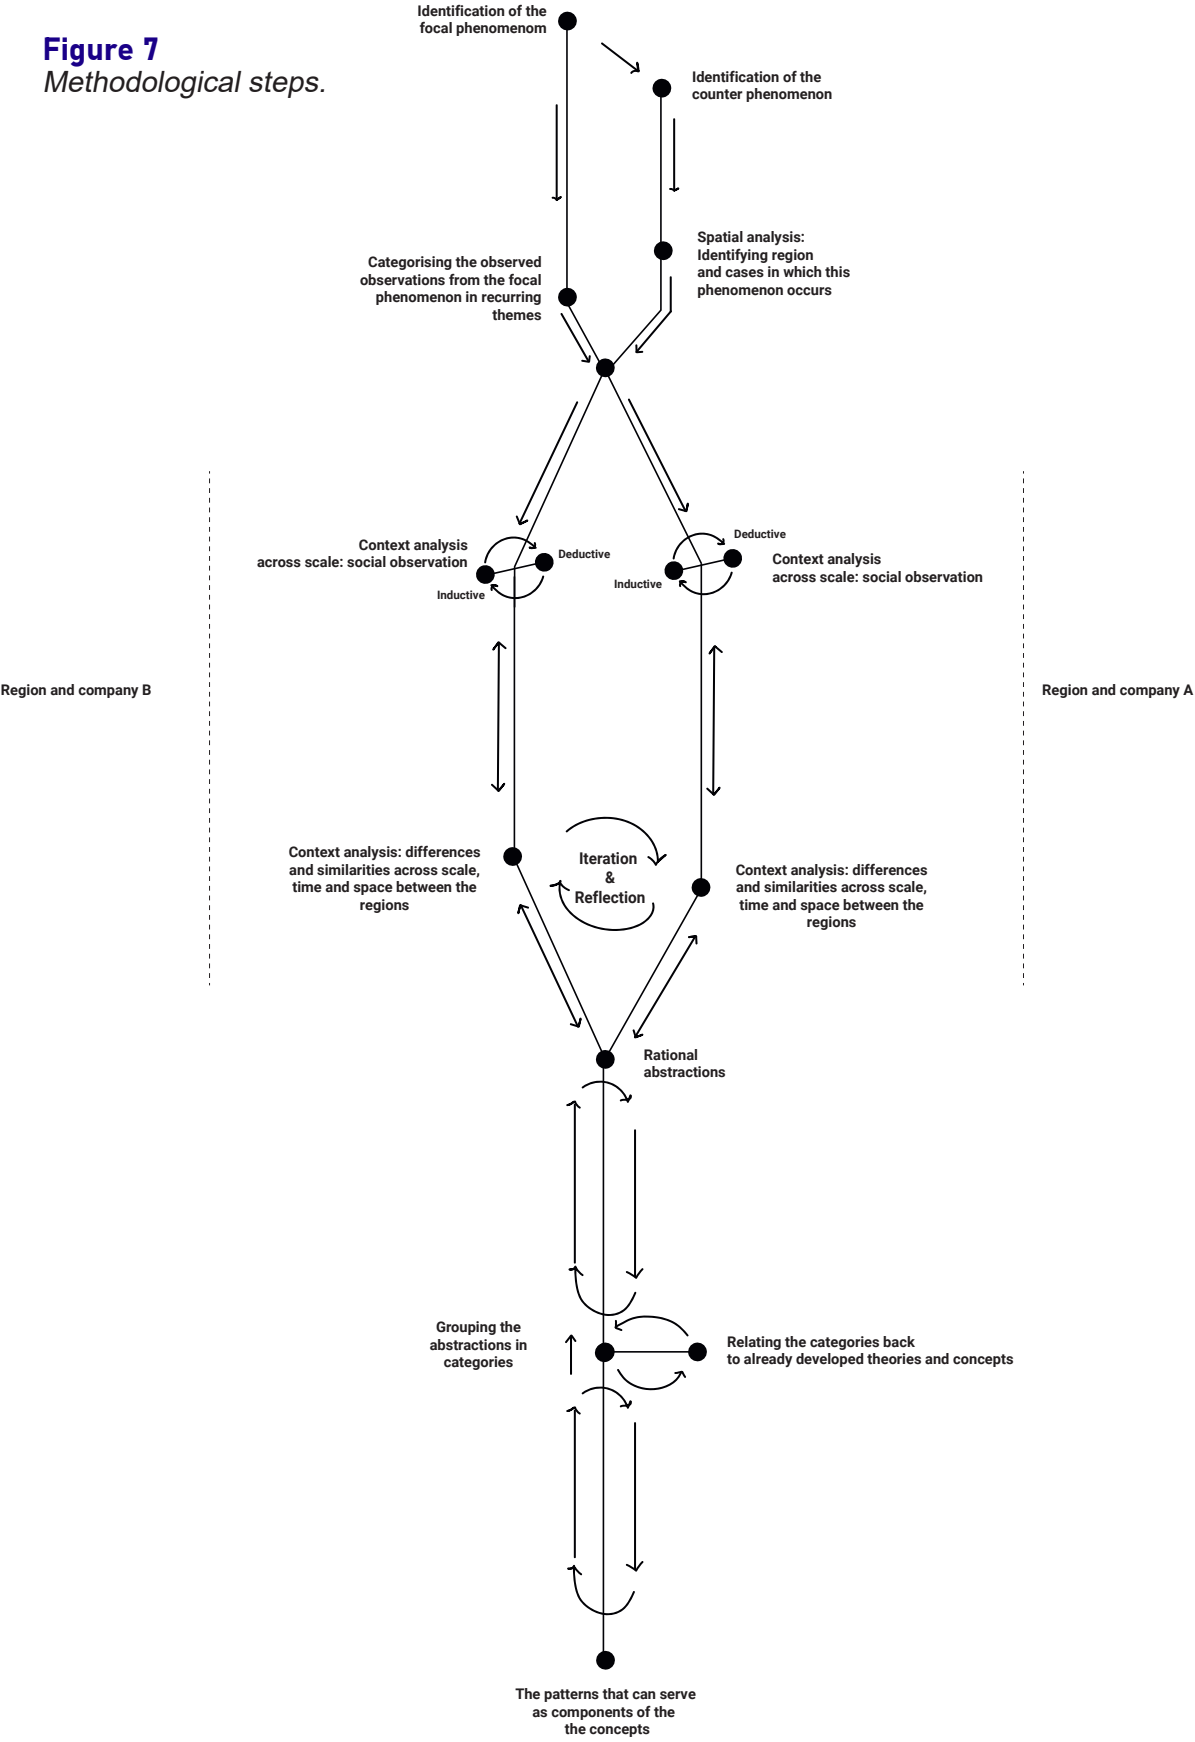 Identification of the
focal phenomenom
Figure 7
Methodological steps.
Identification of the
counter phenomenon
Spatial analysis:
Identifying region
and cases in which this
phenomenon occurs
Categorising the observed
observations from the focal
phenomenon in recurring
themes
Context analysis
across scale: social observation
Deductive
Inductive
Deductive
Inductive
Context analysis
across scale: social observation
Region and company B
Region and company A
Iteration
&
Reflection
Context analysis: differences
and similarities across scale,
time and space between the
regions
Context analysis: differences
and similarities across scale,
time and space between the
regions
Rational
abstractions
Grouping the
abstractions in
categories
Relating the categories back
to already developed theories and concepts
The patterns that can serve
as components of the
the concepts